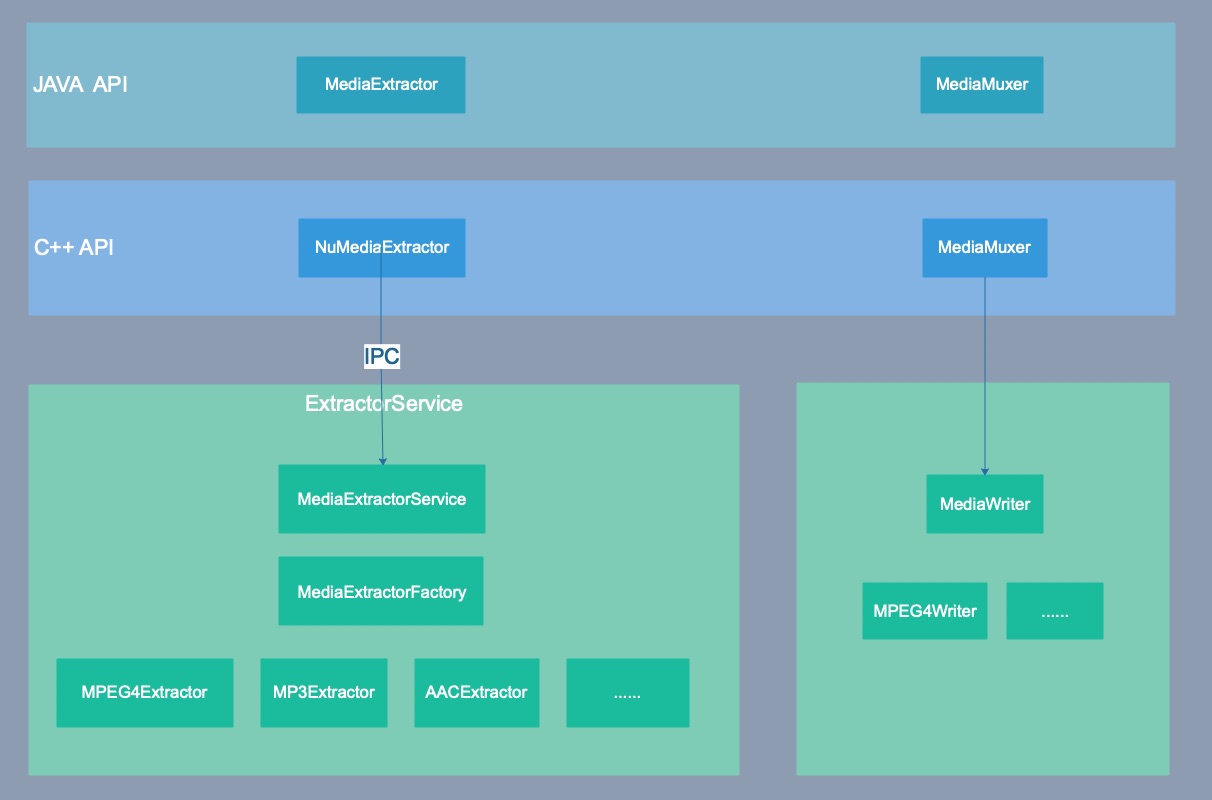 JAVA API
MediaExtractor
MediaMuxer
C++ API
NuMediaExtractor
MediaMuxer
IPC
ExtractorService
MediaExtractorService
MediaWriter
MediaExtractorFactory
MPEG4Writer
......
MPEG4Extractor
MP3Extractor
AACExtractor
......